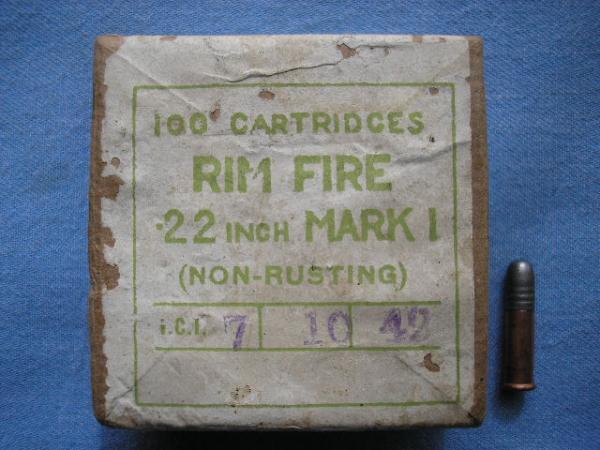 100 CARTRIDGES
RIM FIRE
·22 INCH MARK I
(NON-RUSTING)
I.C.I. 7 10 42